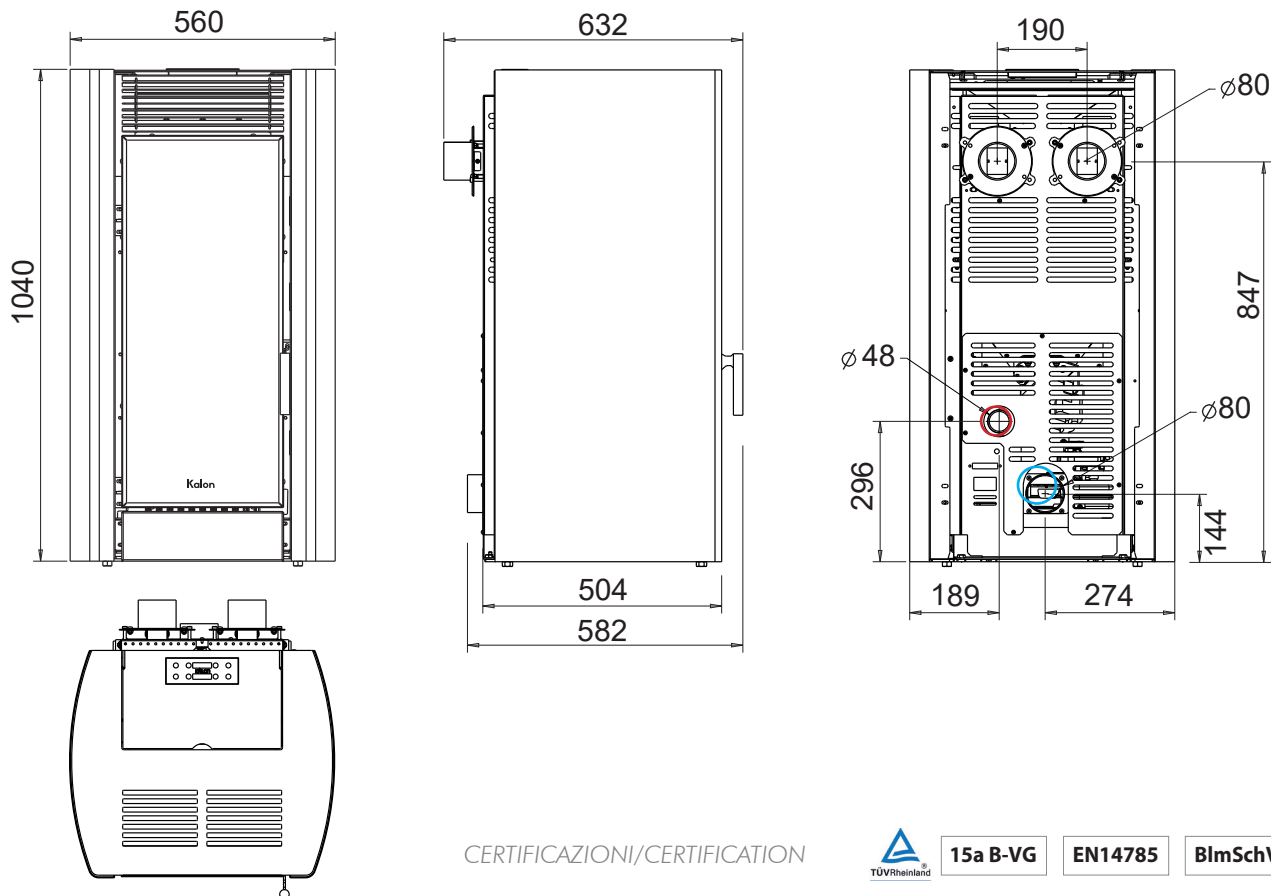 560
632
190
⌀80
1040
847
⌀ 48
⌀80
296
144
Kalon
504
189
274
582
CERTIFICAZIONI/CERTIFICATION
TÜVRheinland®
15a B-VG
EN14785
BlmSchV